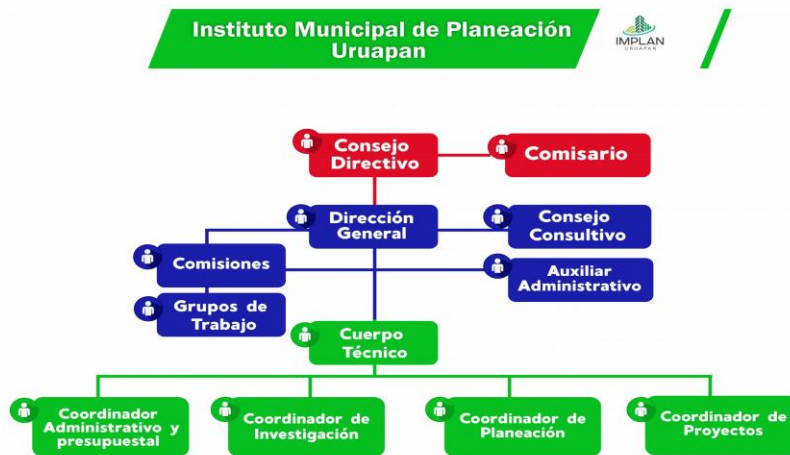 Instituto Municipal de Planeación
Uruapan
IMPLAN
URUAPAN
Consejo
Directivo
Comisario
Dirección
General
Consejo
Consultivo
Comisiones
Auxiliar
Administrativo
Grupos de
Trabajo
Cuerpo
Técnico
Coordinador
Administrativo y
presupuestal
Coordinador de
Investigación
Coordinador de
Planeación
Coordinador de
Proyectos